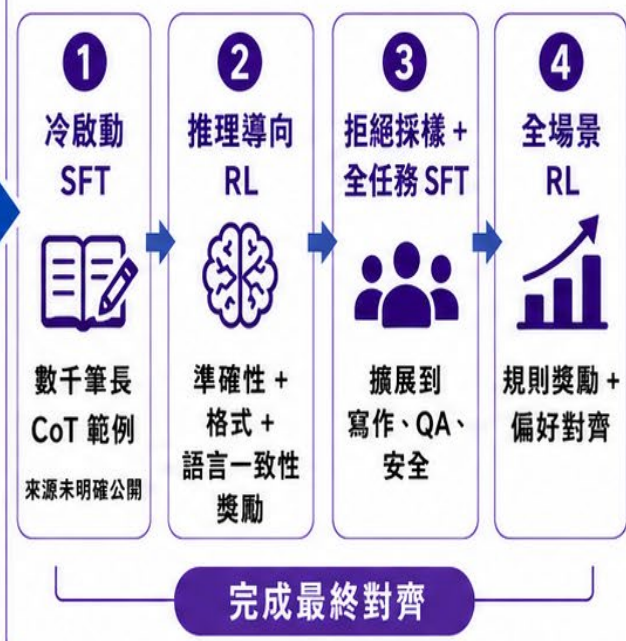 1
冷啟動
SFT
數千筆長
CoT 範例
來源未明確公開
2
推理導向
RL
準確性 +
格式 +
語言一致性
獎勵
3
拒絕採樣 +
全任務 SFT
擴展到
寫作、QA、
安全
4
全場景
RL
規則獎勵 +
偏好對齊
完成最終對齊